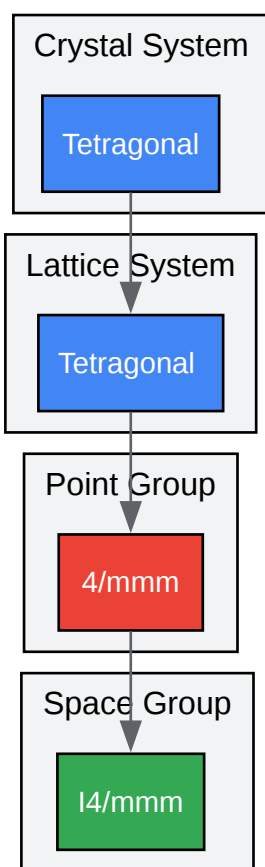 Crystal System
Tetragonal
Lattice System
Tetragonal
Point Group
4/mmm
Space Group
I4/mmm